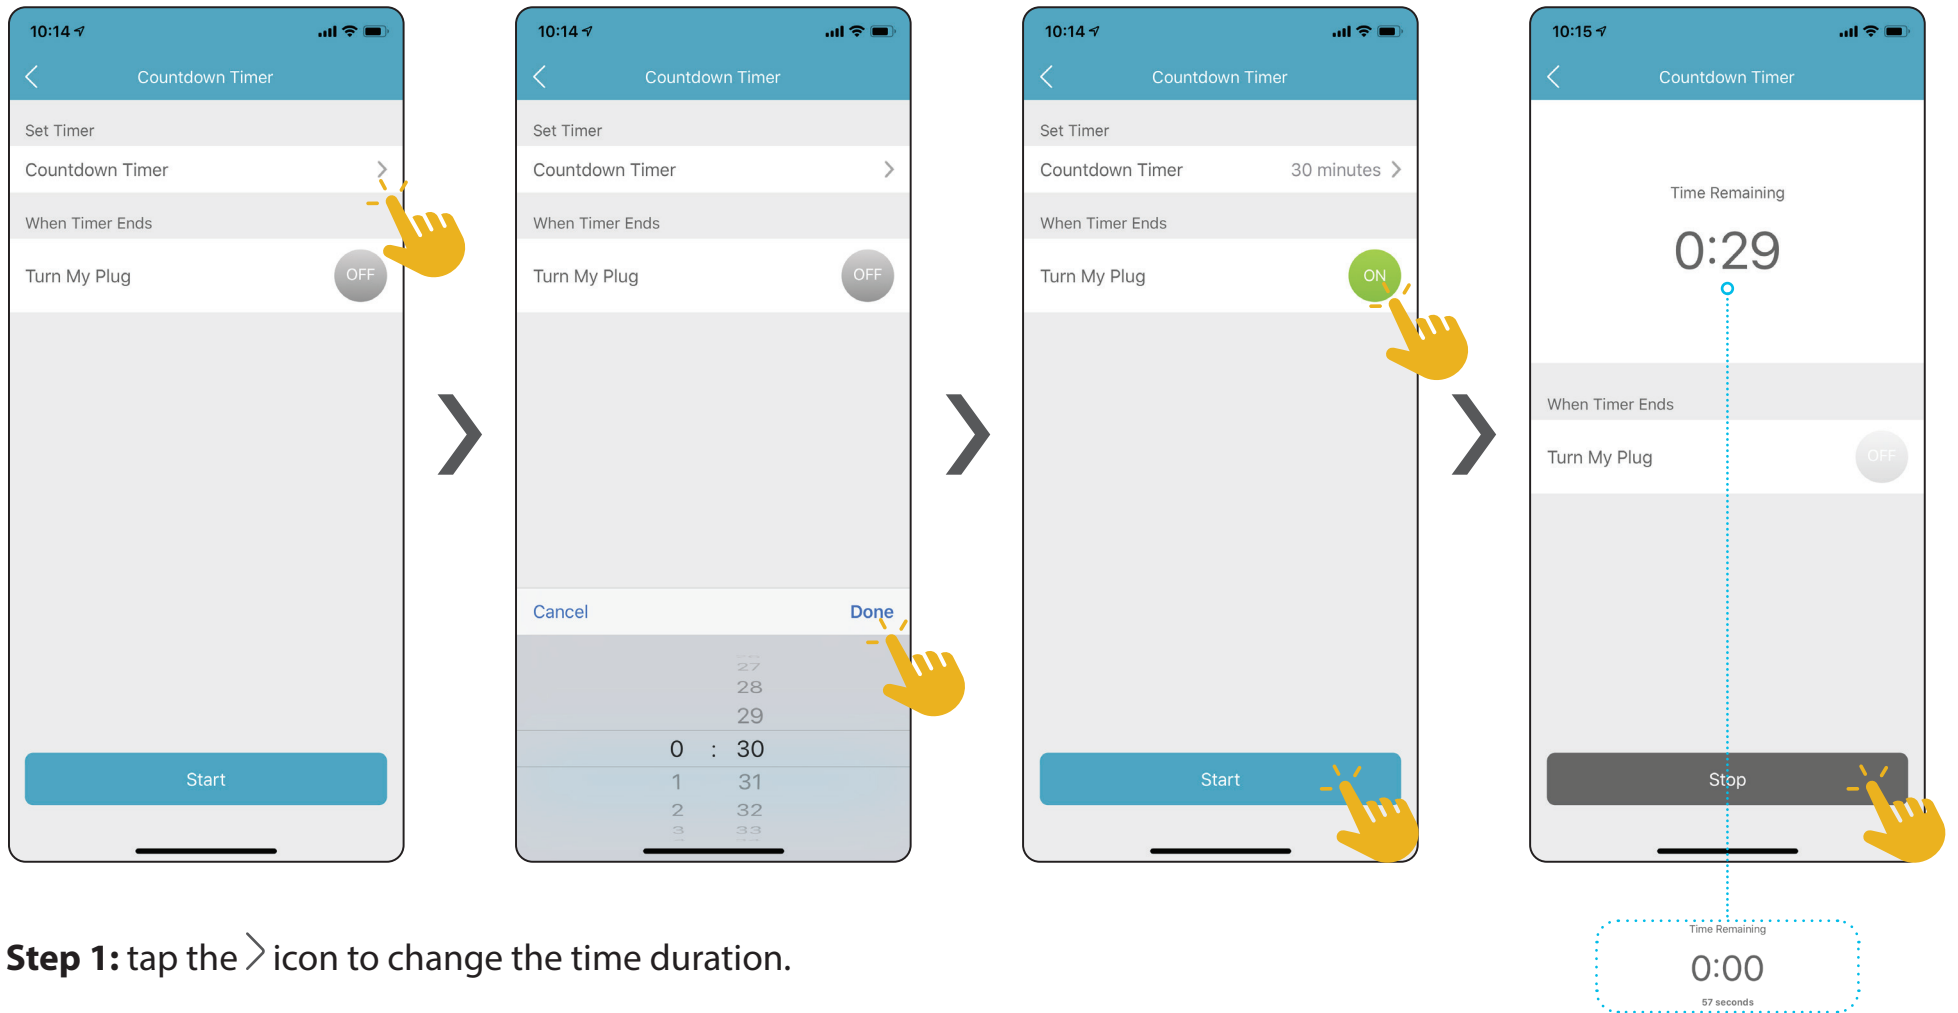 10:14
Countdown Timer
Set Timer
Countdown Timer
When Timer Ends
Turn My Plug
OFF
Start
10:14
Countdown Timer
Set Timer
Countdown Timer
When Timer Ends
Turn My Plug
OFF
Cancel
Done
27
28
29
0 : 30
1 31
2 32
3 33
10:14
Countdown Timer
Set Timer
Countdown Timer 30 minutes
When Timer Ends
Turn My Plug
ON
Start
10:15
Countdown Timer
Time Remaining
0:29
When Timer Ends
Turn My Plug
OFF
Stop
Time Remaining
0:00
57 seconds
Step 1: tap the > icon to change the time duration.